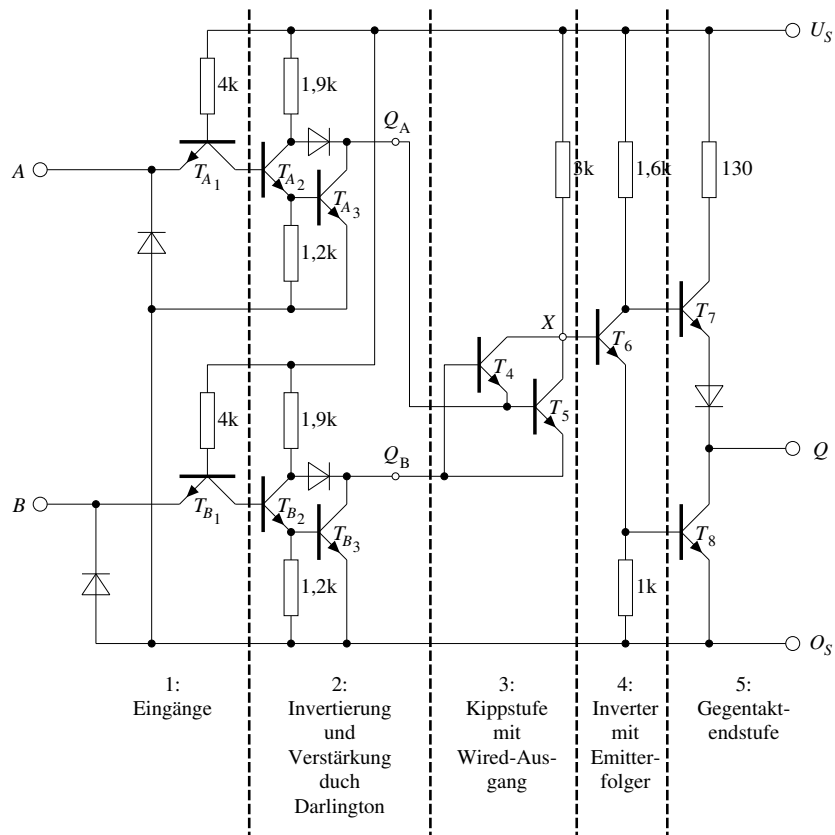 U_S
4k
1,9k
Q_A
A
T_A1
T_A2
T_A3
3k
1,6k
130
1,2k
X
T_4
T_5
T_6
T_7
4k
1,9k
Q_B
Q
B
T_B1
T_B2
T_B3
T_8
1,2k
1k
O_S
1:
Eingänge
2:
Invertierung
und
Verstärkung
duch
Darlington
3:
Kippstufe
mit
Wired-Aus-
gang
4:
Inverter
mit
Emitter-
folger
5:
Gegentakt-
endstufe